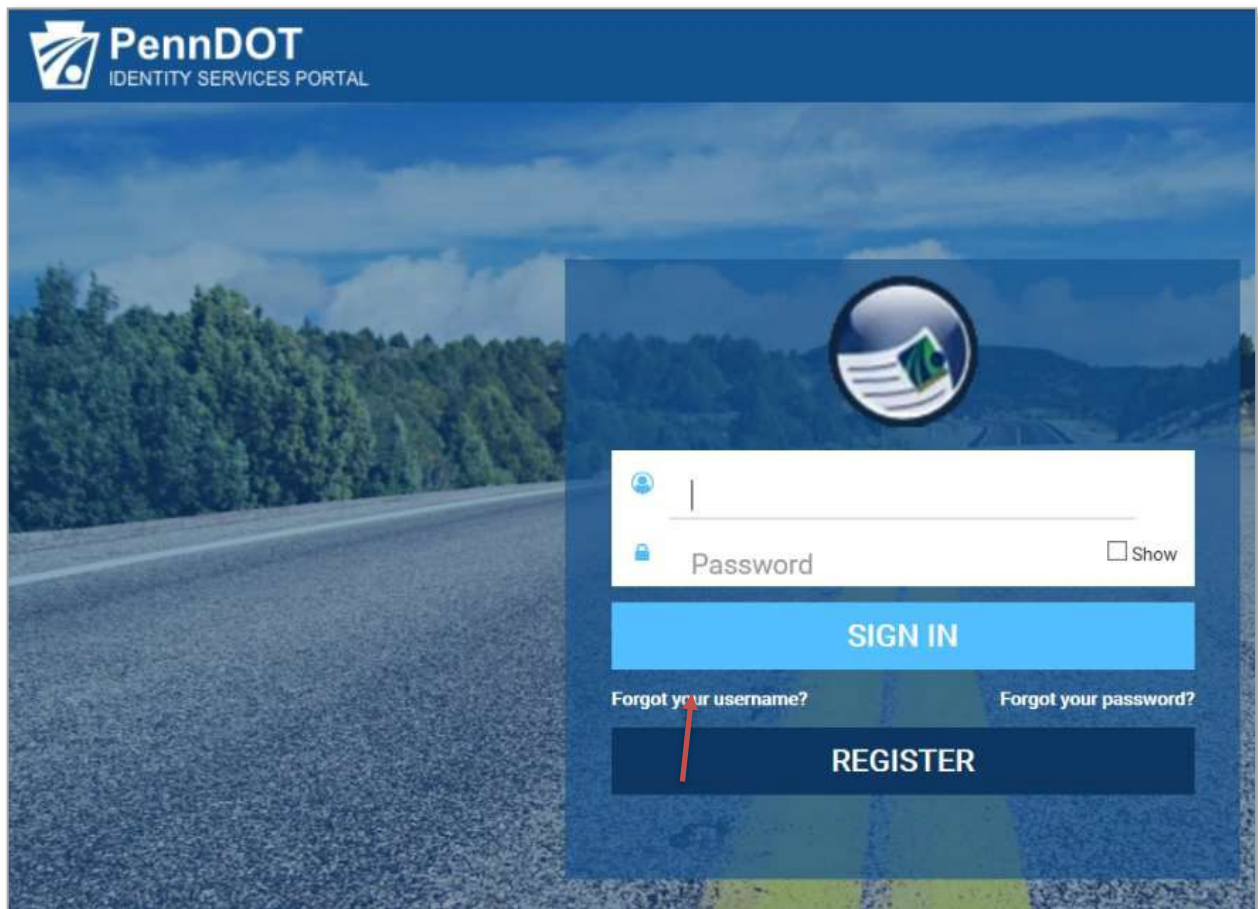 PennDOT
IDENTITY SERVICES PORTAL
Password
Show
SIGN IN
Forgot your username?
Forgot your password?
REGISTER